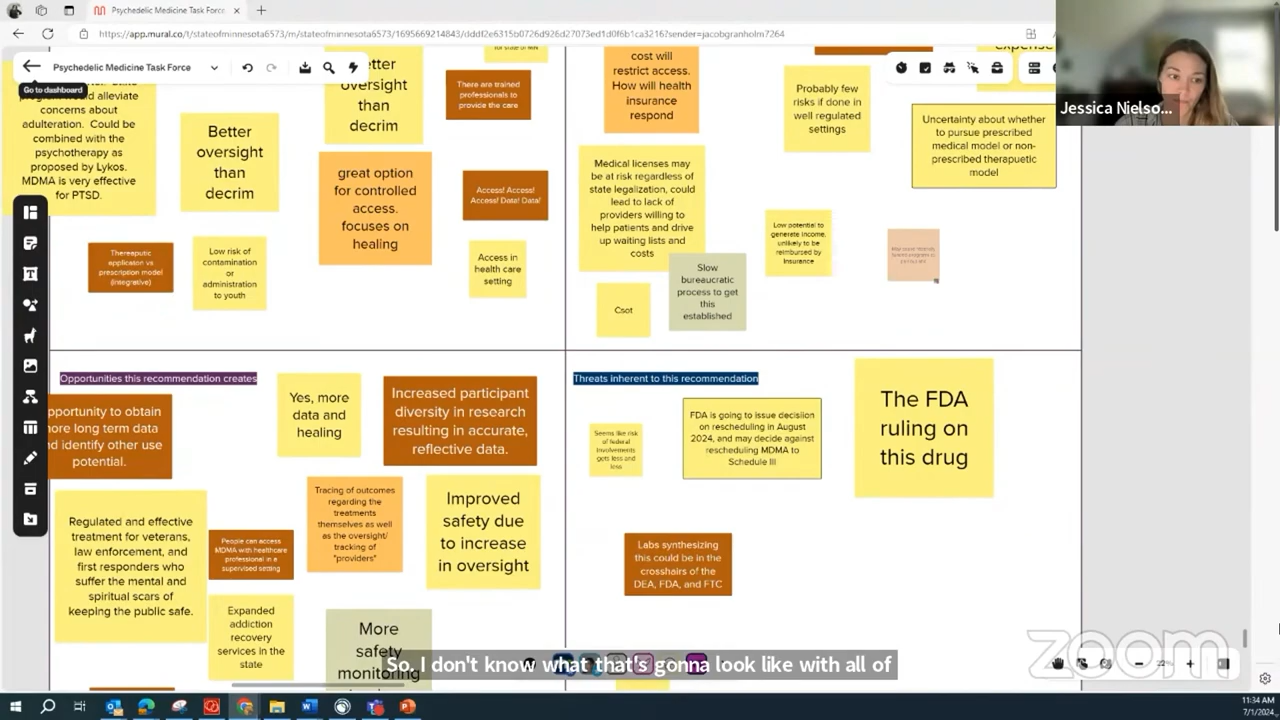 Psychedelic Medicine Task Force
https://app.mural.co/t/stateofminnesota6573/m/stateofminnesota6573/1695669214843/dddf2e6315b0726d926d27073ed1d0f6b1ca3216?sender=jacobgranholm7264
Psychedelic Medicine Task Force
Go to dashboard
Jessica Nielso...
would alleviate
concerns about
adulteration. Could be
combined with the
psychotherapy as
proposed by Lykos.
MDMA is very effective
for PTSD.
Better
oversight
than
decrim
oversight
than
decrim
There are trained
professionals to
provide the care
great option
for controlled
access.
focuses on
healing
Access! Access!
Access! Data! Data!
Thereaputic
applicaton vs
prescription model
(integrative)
Low risk of
contamination
or
administration
to youth
Access in
health care
setting
cost will
restrict access.
How will health
insurance
respond
Probably few
risks if done in
well regulated
settings
Uncertainty about whether
to pursue prescribed
medical model or non-
prescribed therapuetic
model
Medical licenses may
be at risk regardless of
state legalization, could
lead to lack of
providers willing to
help patients and drive
up waiting lists and
costs
Low potential to
generate income,
unlikely to be
reimbursed by
Insurance
Slow
bureaucratic
process to get
this
established
Csot
Opportunities this recommendation creates
pportunity to obtain
ore long term data
d identify other use
potential.
Yes, more
data and
healing
Increased participant
diversity in research
resulting in accurate,
reflective data.
Regulated and effective
treatment for veterans,
law enforcement, and
first responders who
suffer the mental and
spiritual scars of
keeping the public safe.
People can access
MDMA with healthcare
professional in a
supervised setting
Tracing of outcomes
regarding the
treatments
themselves as well
as the oversight/
tracking of
"providers"
Improved
safety due
to increase
in oversight
Expanded
addiction
recovery
services in the
state
More
safety
monitoring
Threats inherent to this recommendation
Seems like risk
of federal
involvements
gets less and
less
FDA is going to issue decision
on rescheduling in August
2024, and may decide against
rescheduling MDMA to
Schedule III
The FDA
ruling on
this drug
Labs synthesizing
this could be in the
crosshairs of the
DEA, FDA, and FTC
So, I don't know what that's gonna look like with all of
zoom
11:34 AM
7/1/2024